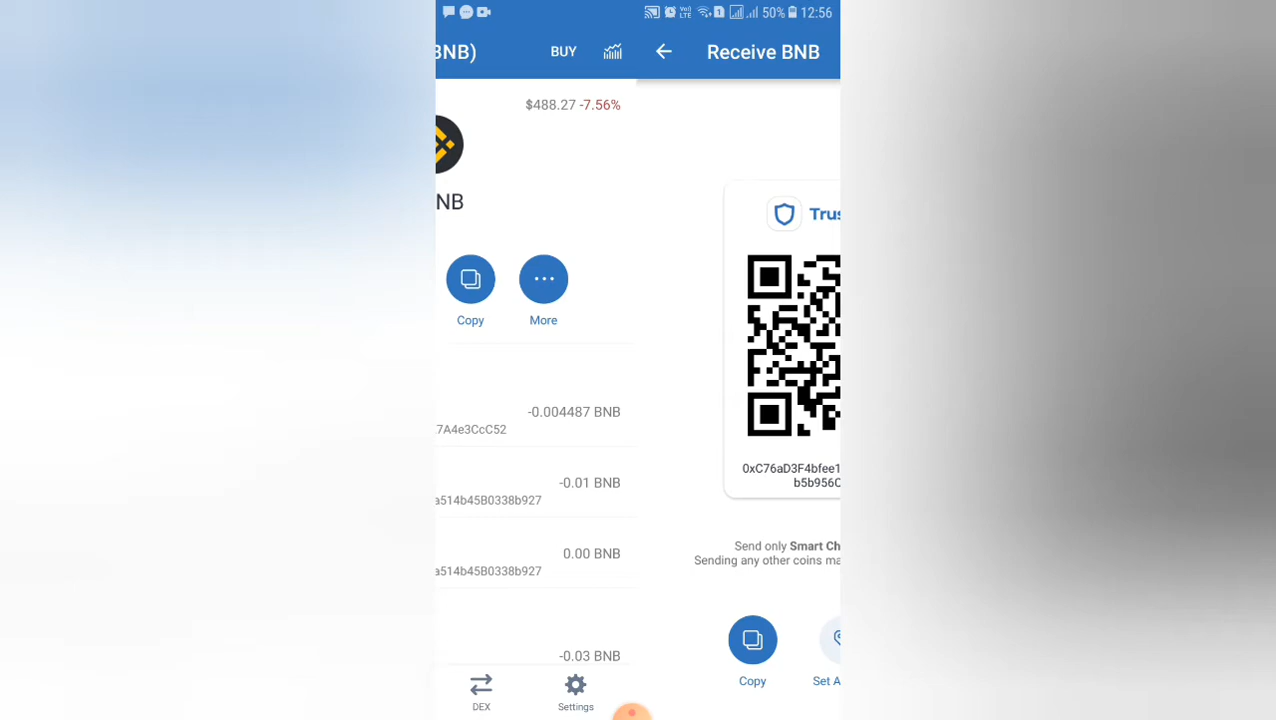 50% 12:56
BNB) BUY
$488.27 -7.56%
NB
Copy More
-0.004487 BNB
7A4e3CcC52
-0.01 BNB
a514b45B0338b927
0.00 BNB
a514b45B0338b927
-0.03 BNB
DEX Settings
Receive BNB
Trus
0xC76aD3F4bfee1
b5b956C
Send only Smart Ch
Sending any other coins ma
Copy Set A